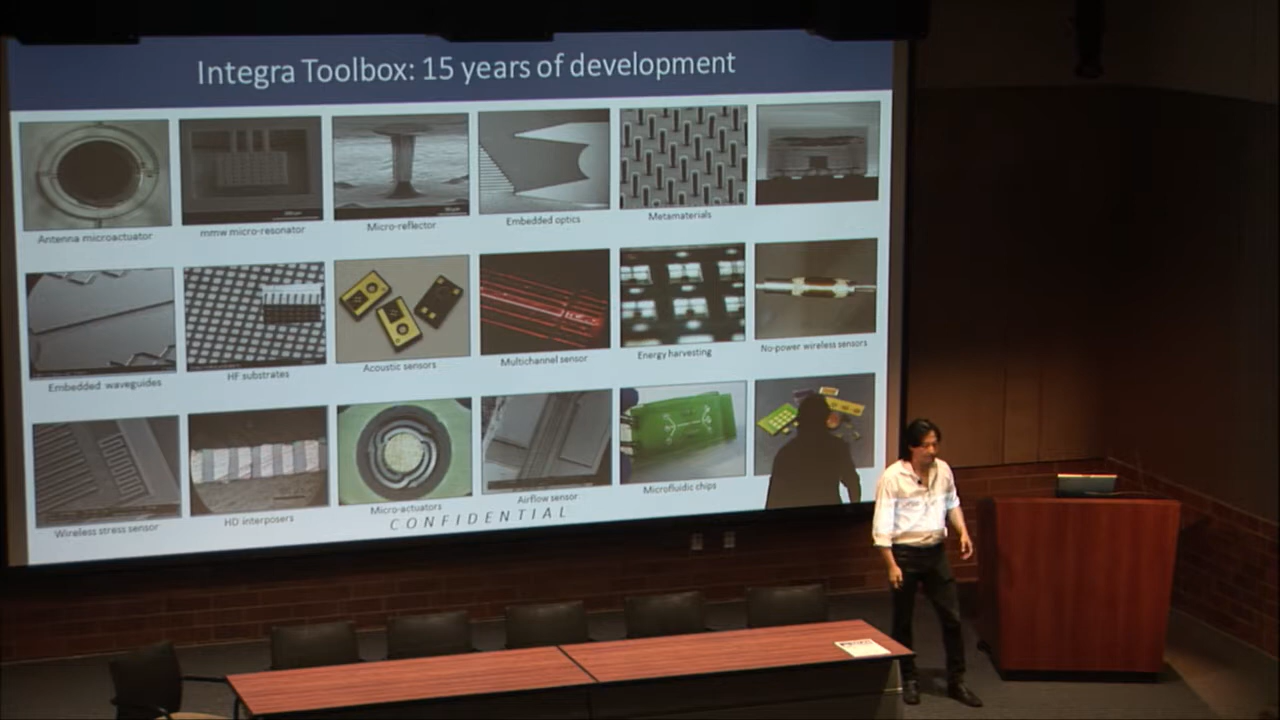 Integra Toolbox: 15 years of development
Antenna microactuator
mmw micro-resonator
Micro-reflector
Embedded optics
Metamaterials
Embedded waveguides
HF substrates
Acoustic sensors
Multichannel sensor
Energy harvesting
No-power wireless sensors
Wireless stress sensor
HD interposers
Micro-actuators
Airflow sensor
Microfluidic chips
CONFIDENTIAL